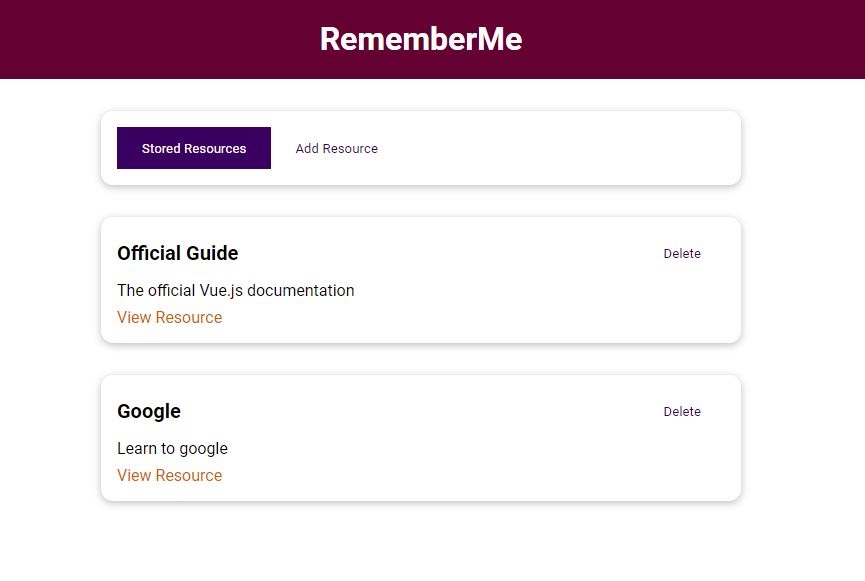 RememberMe
Stored Resources Add Resource
Official Guide Delete
The official Vue.js documentation
View Resource
Google Delete
Learn to google
View Resource